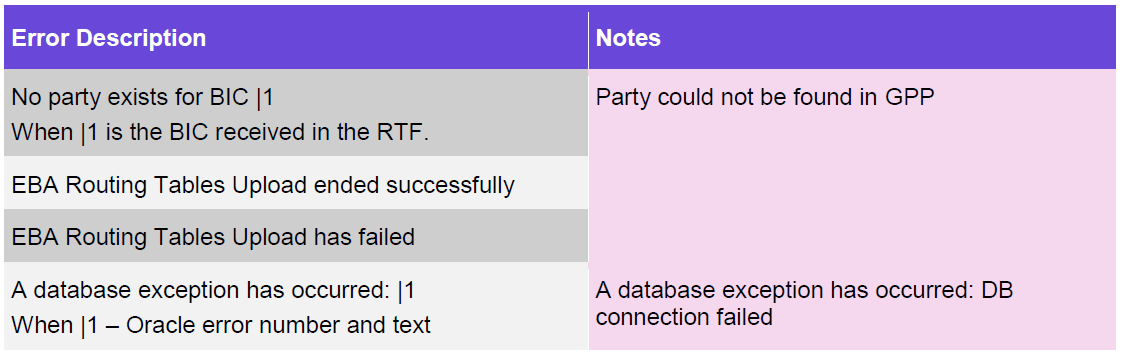 Error Description
Notes
No party exists for BIC |1
When |1 is the BIC received in the RTF.
Party could not be found in GPP
EBA Routing Tables Upload ended successfully
EBA Routing Tables Upload has failed
A database exception has occurred: |1
When |1 – Oracle error number and text
A database exception has occurred: DB
connection failed